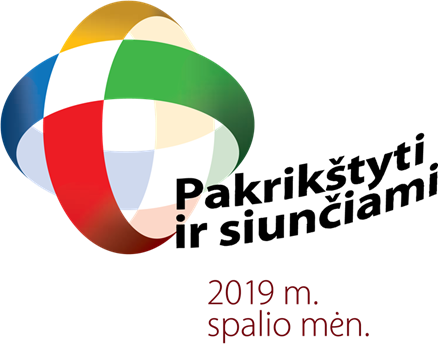 Pakrikštyti
ir siunčiami
2019 m.
spalio mėn.